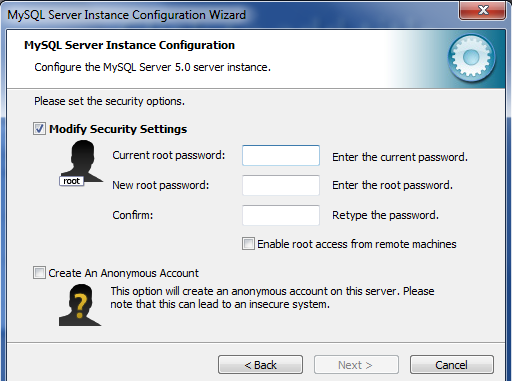 MySQL Server Instance Configuration Wizard
MySQL Server Instance Configuration
Configure the MySQL Server 5.0 server instance.
Please set the security options.
Modify Security Settings
Current root password: Enter the current password.
root
New root password: Enter the root password.
Confirm: Retype the password.
Enable root access from remote machines
Create An Anonymous Account
This option will create an anonymous account on this server. Please
note that this can lead to an insecure system.
< Back Next > Cancel